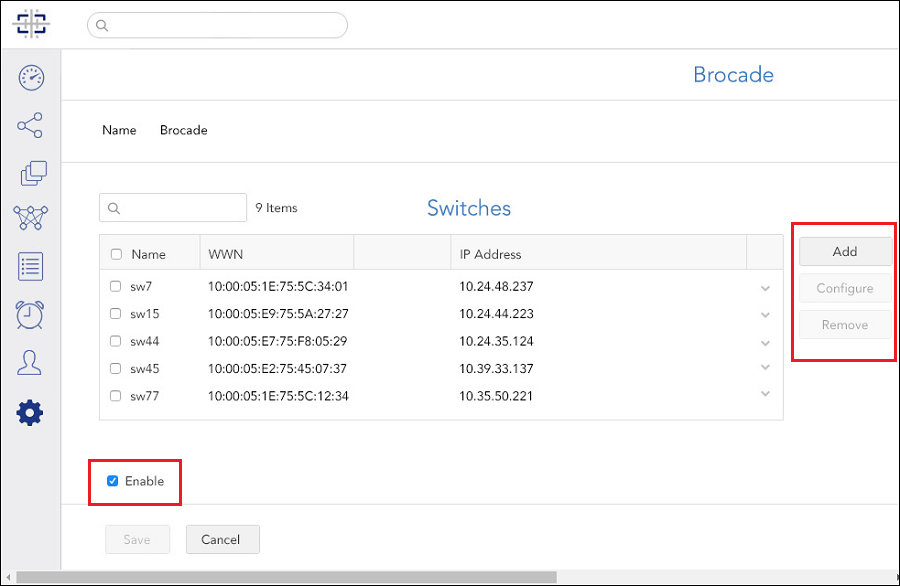 Brocade
Name Brocade
9 Items Switches
Name WWN IP Address
sw7 10:00:05:1E:75:5C:34:01 10.24.48.237
sw15 10:00:05:E9:75:5A:27:27 10.24.44.223
sw44 10:00:05:E7:75:F8:05:29 10.24.35.124
sw45 10:00:05:E2:75:45:07:37 10.39.33.137
sw77 10:00:05:1E:75:5C:12:34 10.35.50.221
Add
Configure
Remove
Enable
Save Cancel